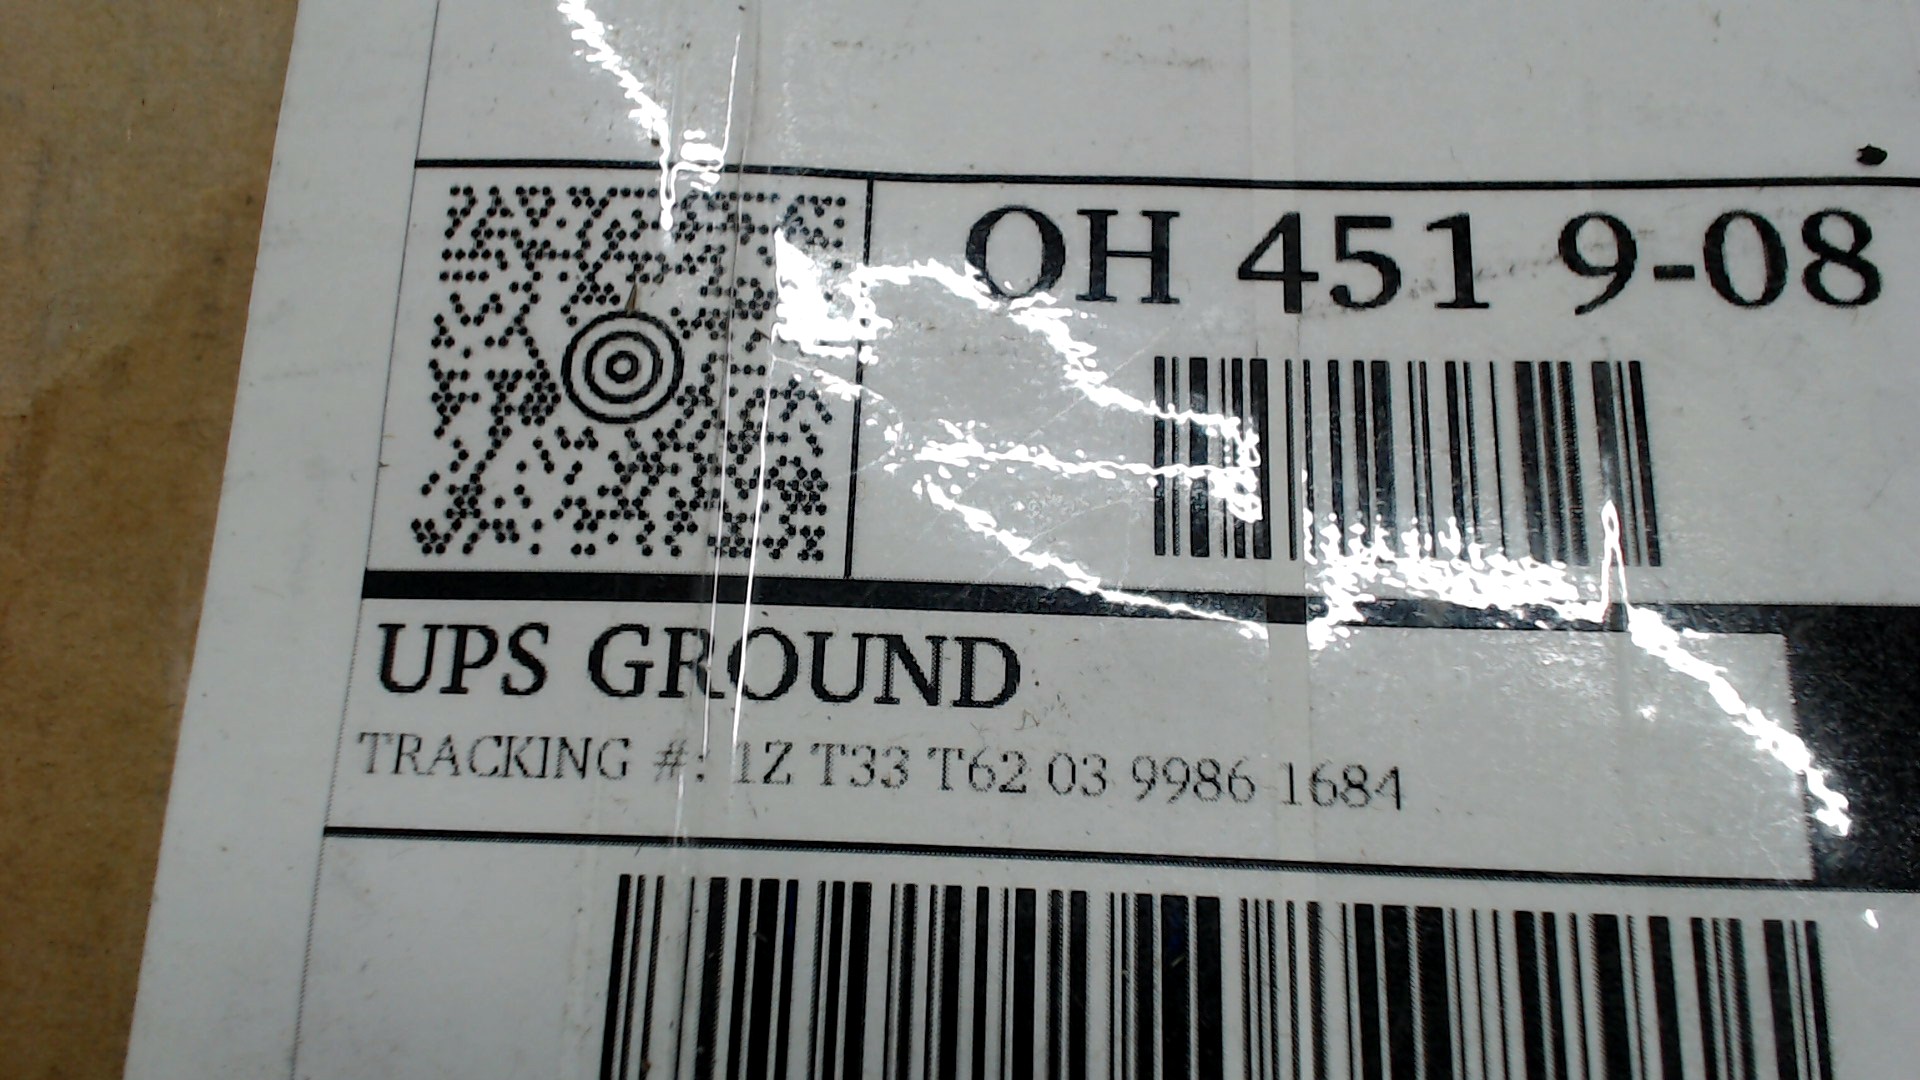 OH 451 9-08
UPS GROUND
TRACKING #: 1Z T33 T62 03 9986 1684